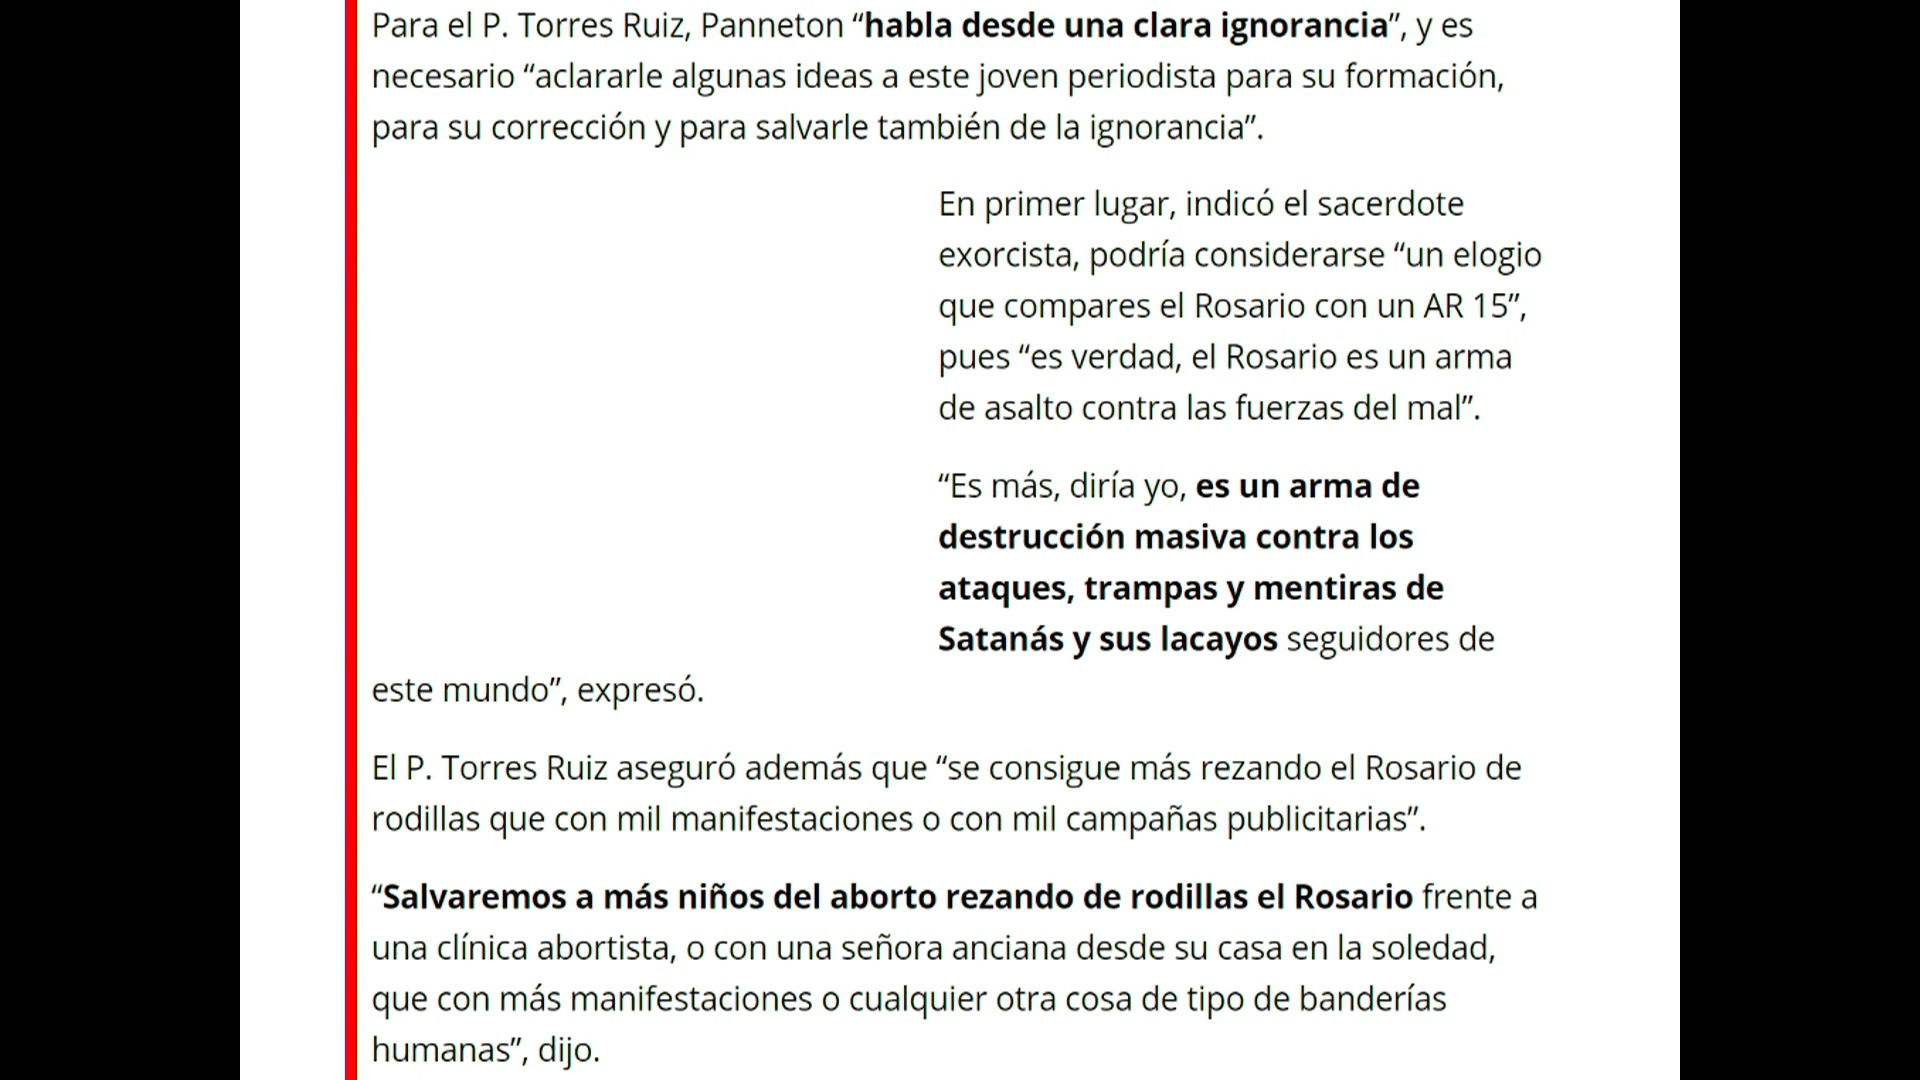 Para el P. Torres Ruiz, Panneton “habla desde una clara ignorancia”, y es
necesario “aclararle algunas ideas a este joven periodista para su formación,
para su corrección y para salvarle también de la ignorancia”.
En primer lugar, indicó el sacerdote
exorcista, podría considerarse “un elogio
que compares el Rosario con un AR 15”,
pues “es verdad, el Rosario es un arma
de asalto contra las fuerzas del mal”.
“Es más, diría yo, es un arma de
destrucción masiva contra los
ataques, trampas y mentiras de
Satanás y sus lacayos seguidores de
este mundo”, expresó.
El P. Torres Ruiz aseguró además que “se consigue más rezando el Rosario de
rodillas que con mil manifestaciones o con mil campañas publicitarias”.
“Salvaremos a más niños del aborto rezando de rodillas el Rosario frente a
una clínica abortista, o con una señora anciana desde su casa en la soledad,
que con más manifestaciones o cualquier otra cosa de tipo de banderías
humanas”, dijo.